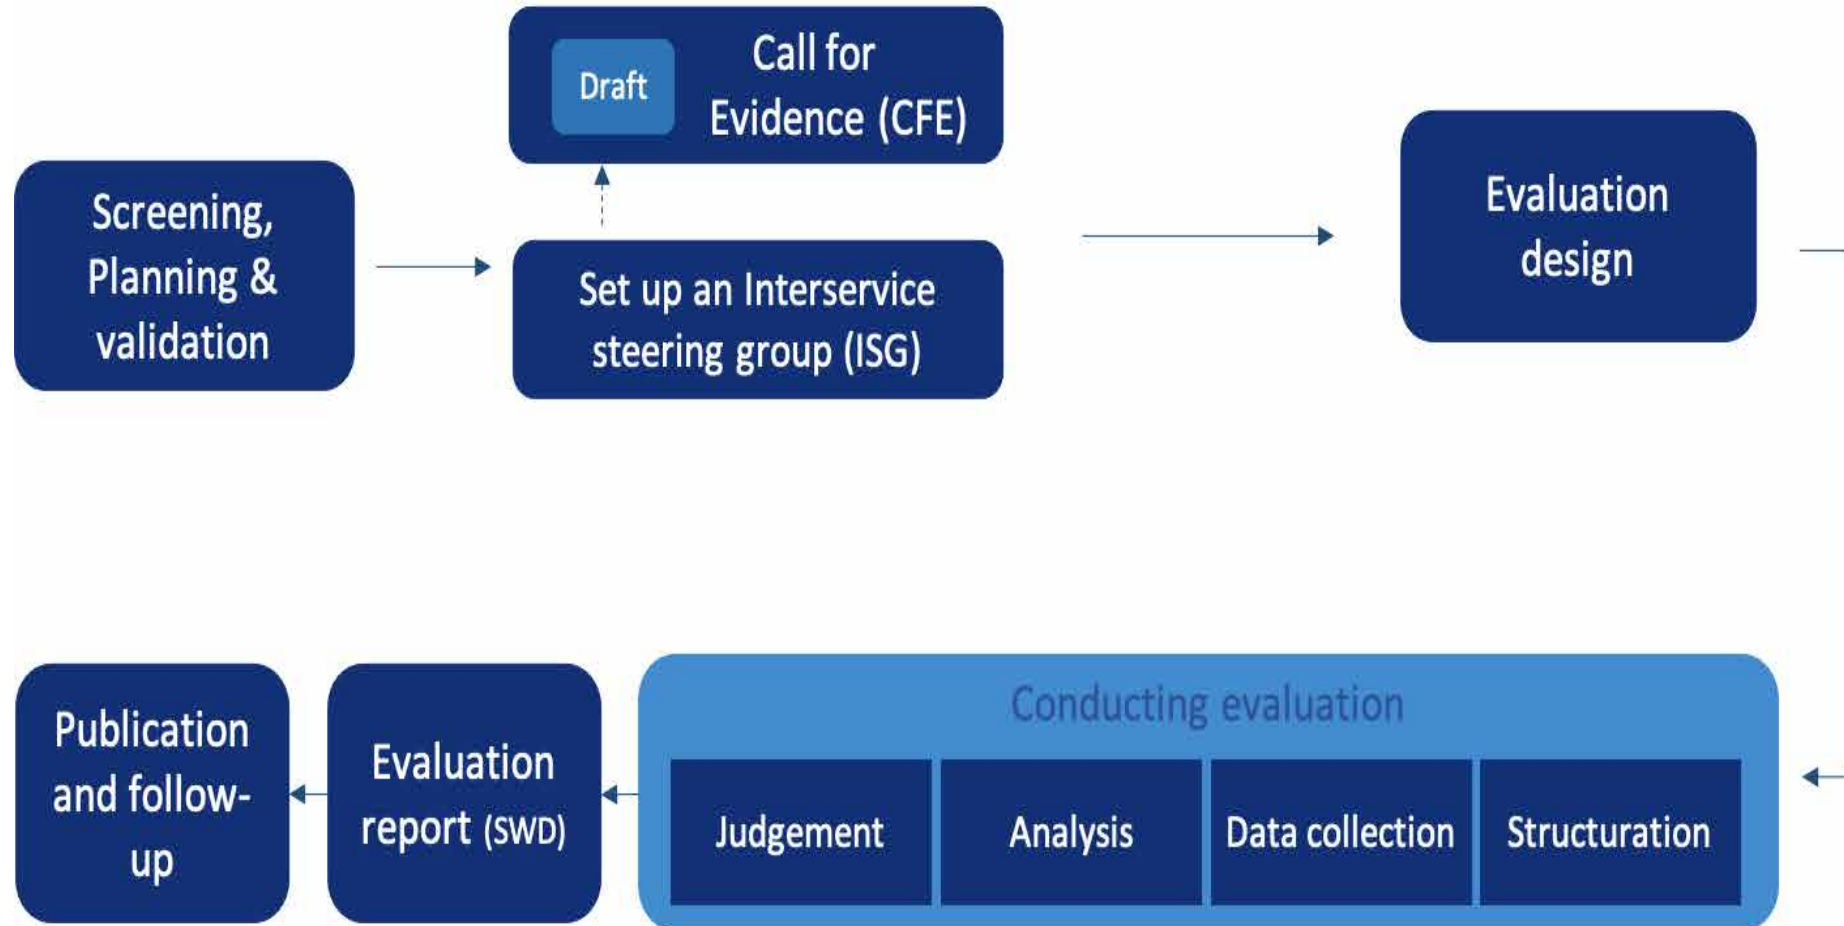 Draft
Call for
Evidence (CFE)
Screening,
Planning &
validation
Set up an Interservice
steering group (ISG)
Evaluation
design
Conducting evaluation
Structuration
Data collection
Analysis
Judgement
Evaluation
report (SWD)
Publication
and follow-
up